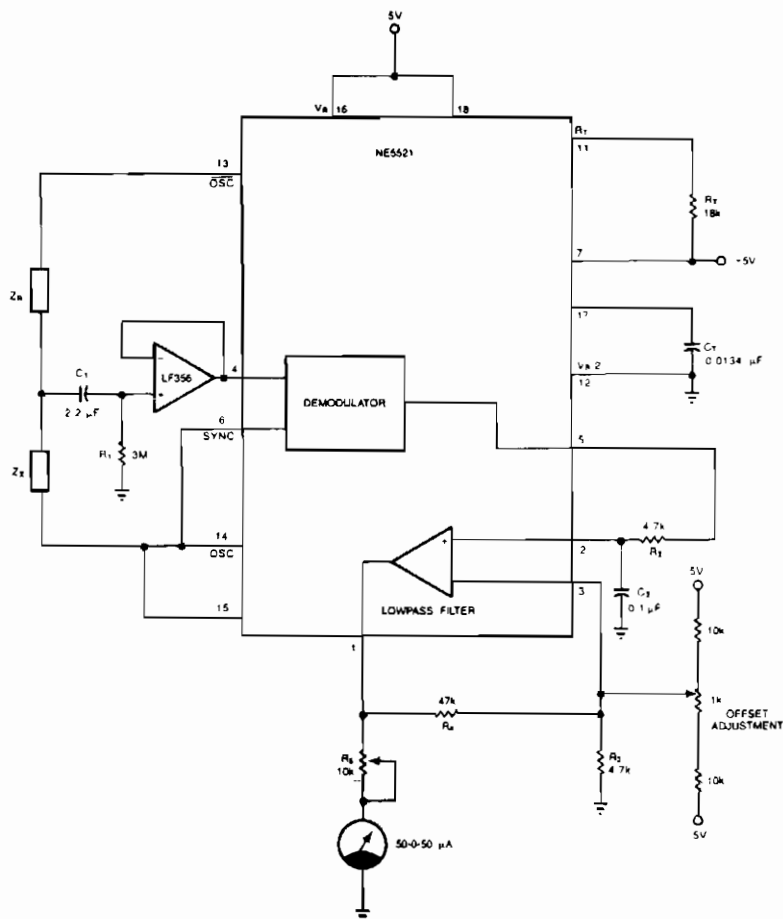 5V
VR 16
18
NE5521
RT
11
13
OSC
RT
18k
7
-5V
ZR
17
CT
0.0134 μF
VR 2
12
C1
2.2 μF
LF356
-
+
4
DEMODULATOR
6
SYNC
R1
3M
5
ZX
14
OSC
4.7k
+
2
-
3
C2
0.1 μF
5V
15
LOWPASS FILTER
1
10k
47k
R4
1k
OFFSET
ADJUSTMENT
R5
10k
R3
4.7k
10k
5V
50-0-50 μA